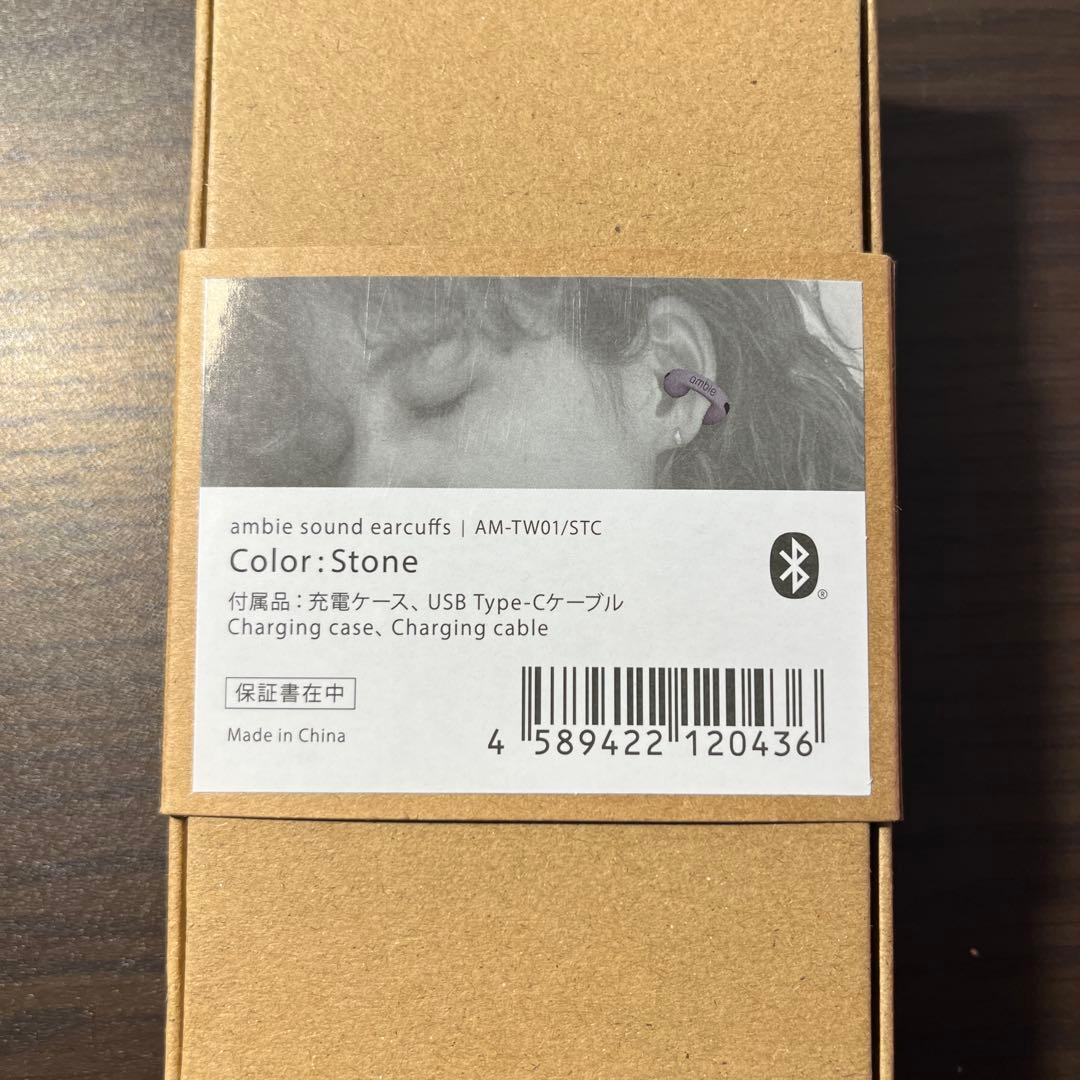 ambie
ambie sound earcuffs | AM-TW01/STC
Color:Stone
付属品:充電ケース、USB Type-Cケーブル
Charging case、Charging cable
保証書在中
Made in China
4 589422 120436
®